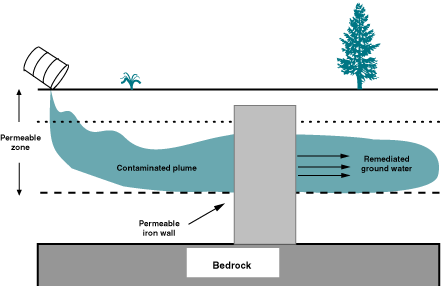 Permeable
zone
Contaminated plume
Remediated
ground water
Permeable
iron wall
Bedrock